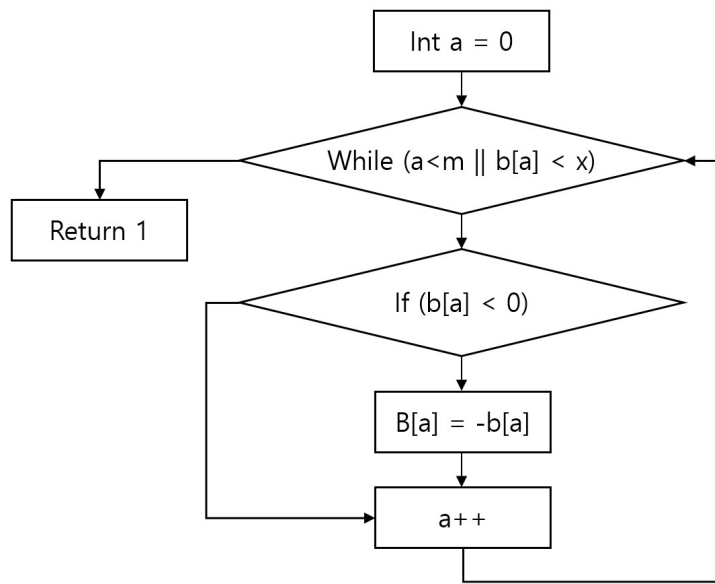 Int a = 0
While (a<m || b[a] < x)
Return 1
If (b[a] < 0)
B[a] = -b[a]
a++